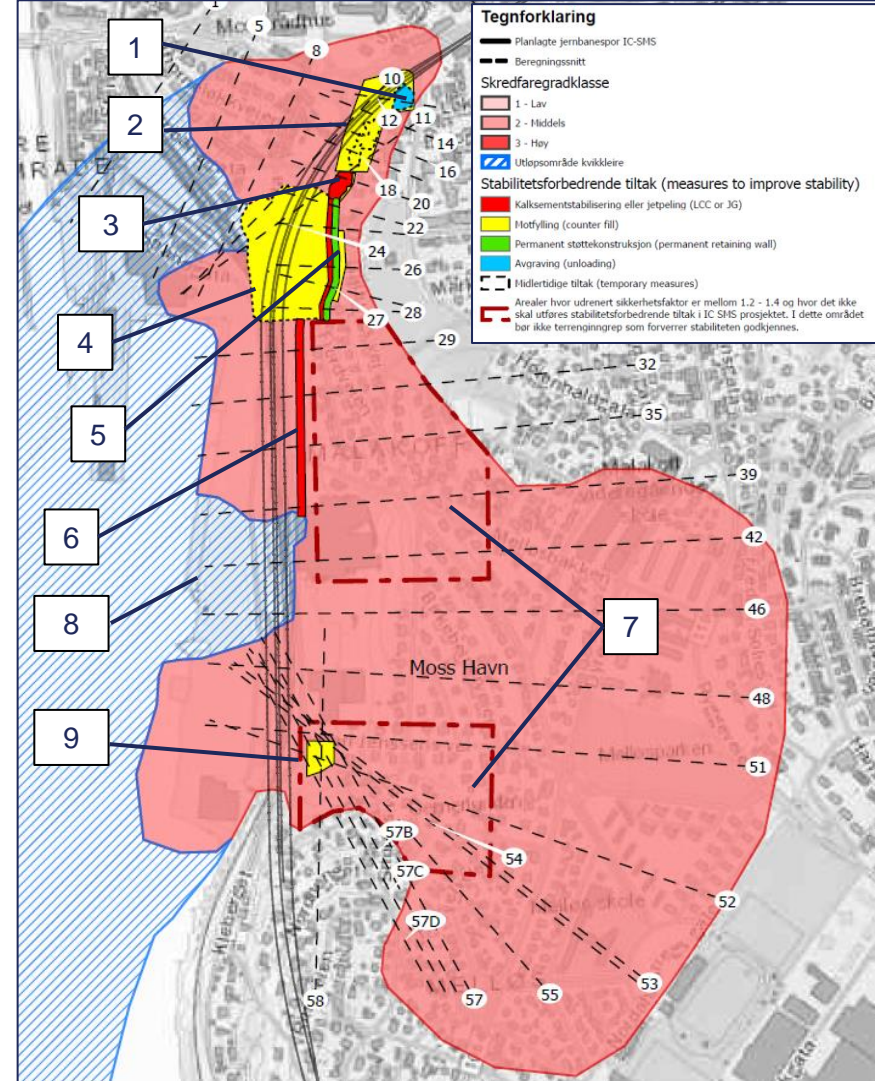 Tegnforklaring
Planlagte jernbanespor IC-SMS
Beregningssnitt
Skredfaregradklasse
1 - Lav
2 - Middels
3 - Høy
Utløpsområde kvikkleire
Stabilitetsforbedrende tiltak (measures to improve stability)
Kalksementstabilisering eller jetpeling (LCC or JG)
Motfylling (counter fill)
Permanent støttekonstruksjon (permanent retaining wall)
Avgraving (unloading)
Midlertidige tiltak (temporary measures)
Arealer hvor udrenert sikkerhetsfaktor er mellom 1.2 - 1.4 og hvor det ikke
skal utføres stabilitetsforbedrende tiltak i IC SMS prosjektet. I dette området
bør ikke terrenginngrep som forverrer stabiliteten godkjennes.
1
5
8
1
2
3
4
5
6
8
9
7
10
12
11
14
16
18
20
22
24
26
27
28
29
32
35
MALAKOFF
39
42
46
Moss Havn
48
51
Melløsparken
57B
54
57C
52
57D
53
55
57
58
Kleberget